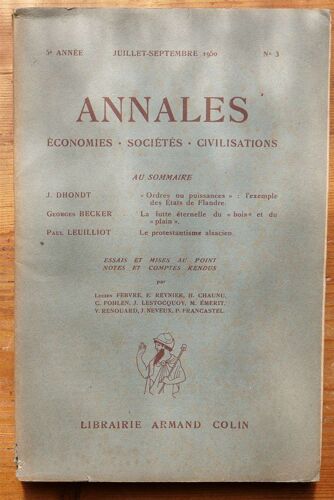 5e ANNÉE JUILLET-SEPTEMBRE 1950 No 3
ANNALES
ÉCONOMIES • SOCIÉTÉS • CIVILISATIONS
AU SOMMAIRE
J. DHONDT « Ordres ou puissances » : l'exemple
des États de Flandre.
GEORGES BECKER La lutte éternelle du « bois » et du
« plain ».
PAUL LEUILLIOT Le protestantisme alsacien.
ESSAIS ET MISES AU POINT
NOTES ET COMPTES RENDUS
par
LUCIEN FEBVRE, E. REYNIER, H. CHAUNU,
C. POHLEN, J. LESTOCQUOY, M. ÉMERIT,
Y. RENOUARD, J. NEVEUX, P. FRANCASTEL.
LIBRAIRIE ARMAND COLIN